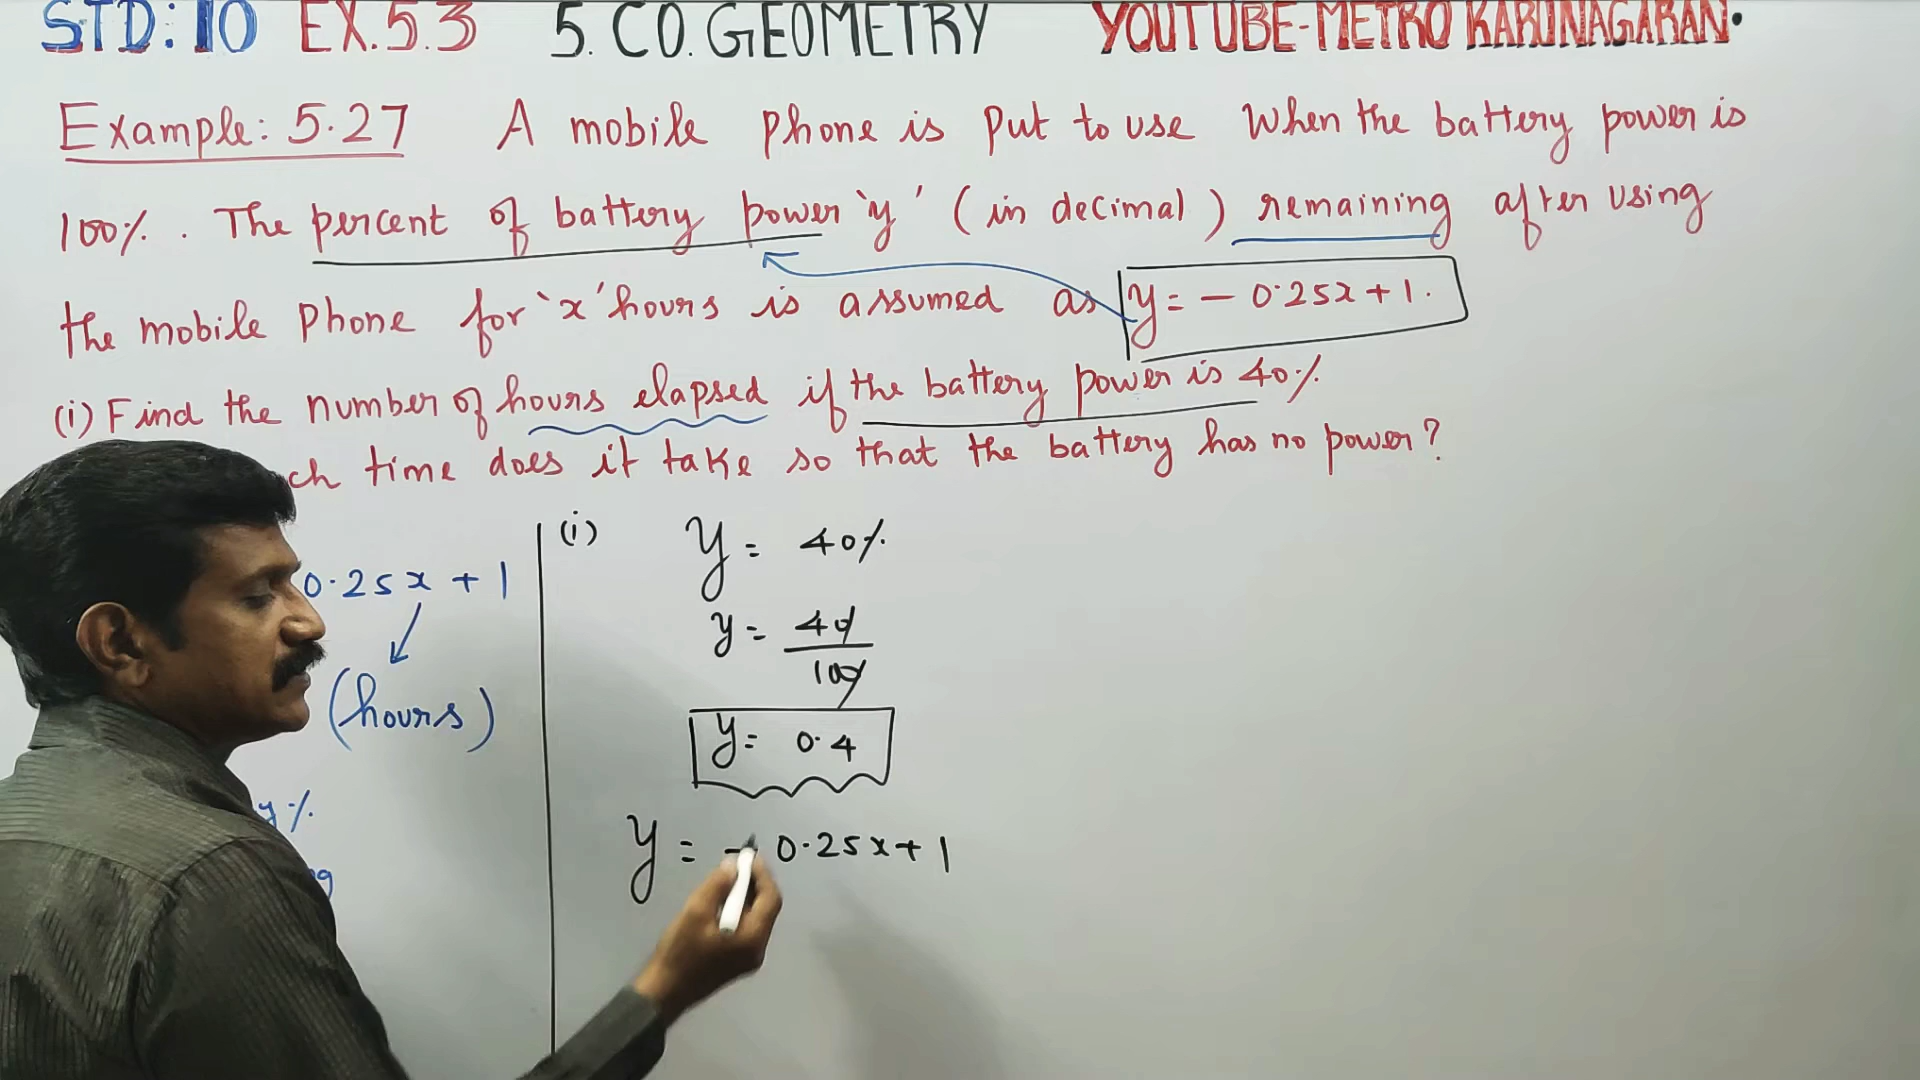 STD: 10 EX.5.3 5. CO. GEOMETRY YOUTUBE-METRO KARUNAGARAN.
Example: 5.27 A mobile phone is put to use when the battery power is
100%. The percent of battery power 'y' (in decimal) remaining after using
the mobile phone for 'x' hours is assumed as y = - 0.25x + 1.
(i) Find the number of hours elapsed if the battery power is 40%.
ch time does it take so that the battery has no power?
0.25x + 1
(hours)
y%
(i) y = 40%
y = 40/100
y = 0.4
y = - 0.25x + 1